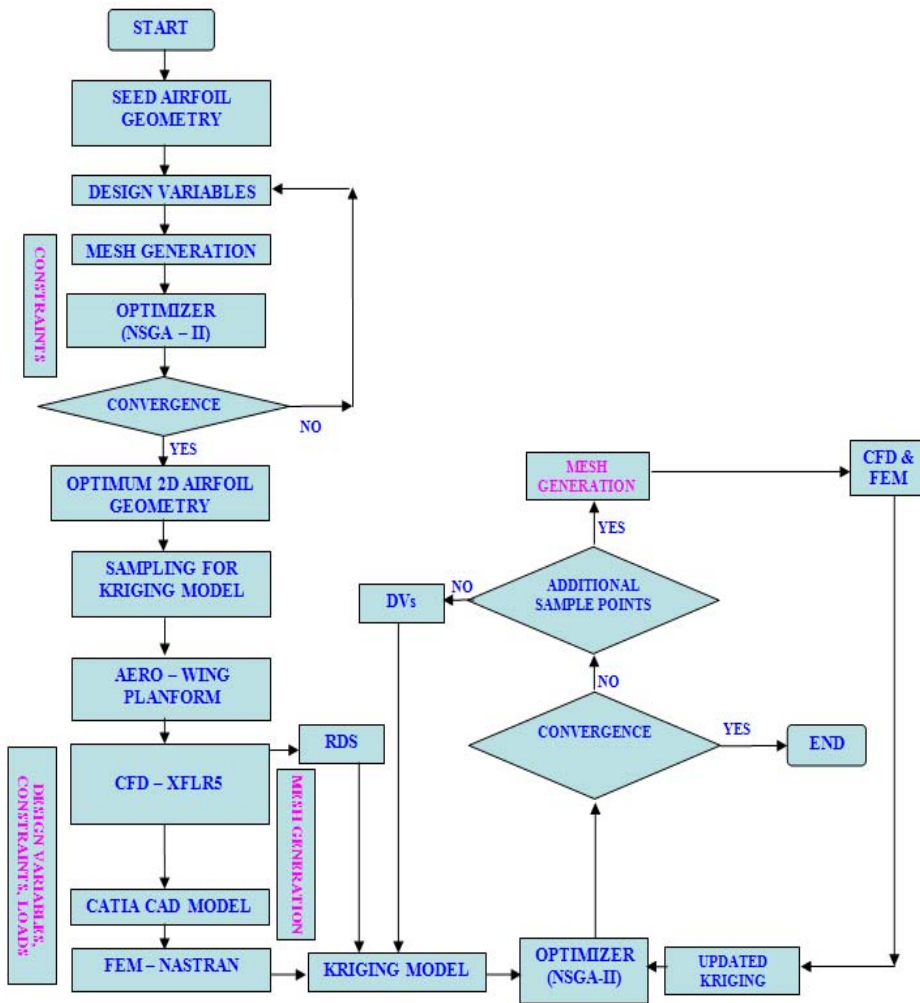 START
SEED AIRFOIL
GEOMETRY
DESIGN VARIABLES
MESH GENERATION
CONSTRAINTS
OPTIMIZER
(NSGA – II)
CONVERGENCE
NO
YES
OPTIMUM 2D AIRFOIL
GEOMETRY
SAMPLING FOR
KRIGING MODEL
AERO – WING
PLANFORM
CFD – XFLR5
RDS
DESIGN VARIABLES,
CONSTRAINTS, LOADS
MESH GENKRATION
CATIA CAD MODEL
FEM – NASTRAN
KRIGING MODEL
OPTIMIZER
(NSGA-II)
UPDATED
KRIGING
CONVERGENCE
YES
END
NO
ADDITIONAL
SAMPLE POINTS
NO
DVs
YES
MESH
GENERATION
CFD &
FEM